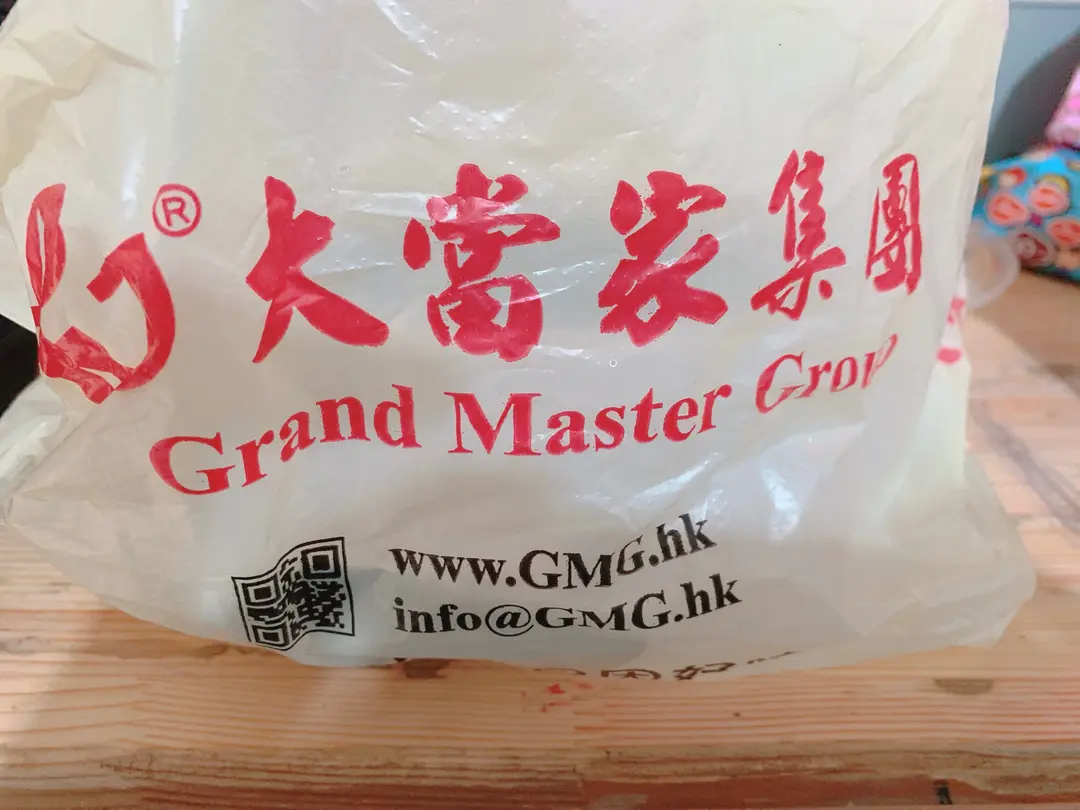 ®
大當家集團
Grand Master Group
www.GMG.hk
info@GMG.hk